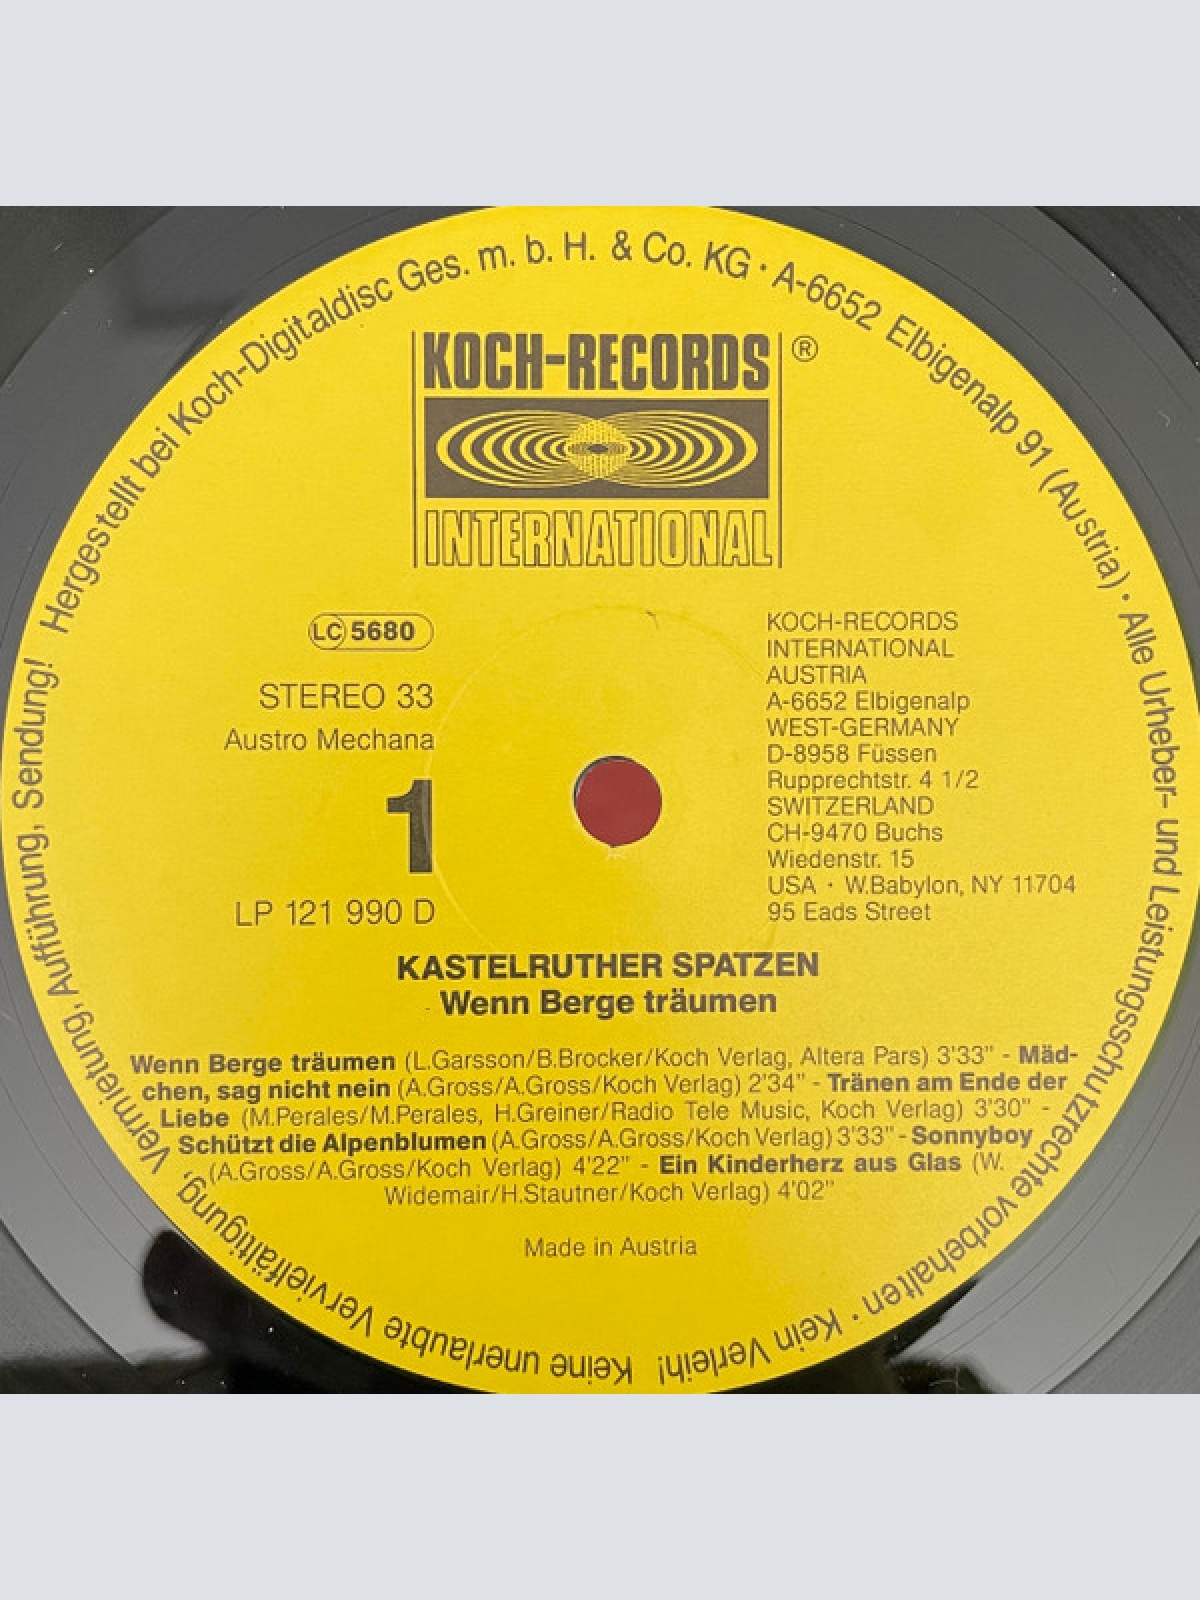 Hergestellt bei Koch-Digitaldisc Ges. m. b. H. & Co. KG · A-6652 Elbigenalp 91 (Austria) · Alle Urheber- und Leistungsschutzrechte vorbehalten · Kein Verleih! Keine unerlaubte Vervielfältigung, Vermietung, Aufführung, Sendung!
KOCH-RECORDS ®
INTERNATIONAL
LC 5680
STEREO 33
Austro Mechana
1
LP 121 990 D
KOCH-RECORDS
INTERNATIONAL
AUSTRIA
A-6652 Elbigenalp
WEST-GERMANY
D-8958 Füssen
Rupprechtstr. 4 1/2
SWITZERLAND
CH-9470 Buchs
Wiedenstr. 15
USA · W.Babylon, NY 11704
95 Eads Street
KASTELRUTHER SPATZEN
Wenn Berge träumen
Wenn Berge träumen (L.Garsson/B.Brocker/Koch Verlag, Altera Pars) 3'33" - Mäd-
chen, sag nicht nein (A.Gross/A.Gross/Koch Verlag) 2'34" - Tränen am Ende der
Liebe (M.Perales/M.Perales, H.Greiner/Radio Tele Music, Koch Verlag) 3'30" -
Schützt die Alpenblumen (A.Gross/A.Gross/Koch Verlag) 3'33" - Sonnyboy
(A.Gross/A.Gross/Koch Verlag) 4'22" - Ein Kinderherz aus Glas (W.
Widemair/H.Stautner/Koch Verlag) 4'02"
Made in Austria